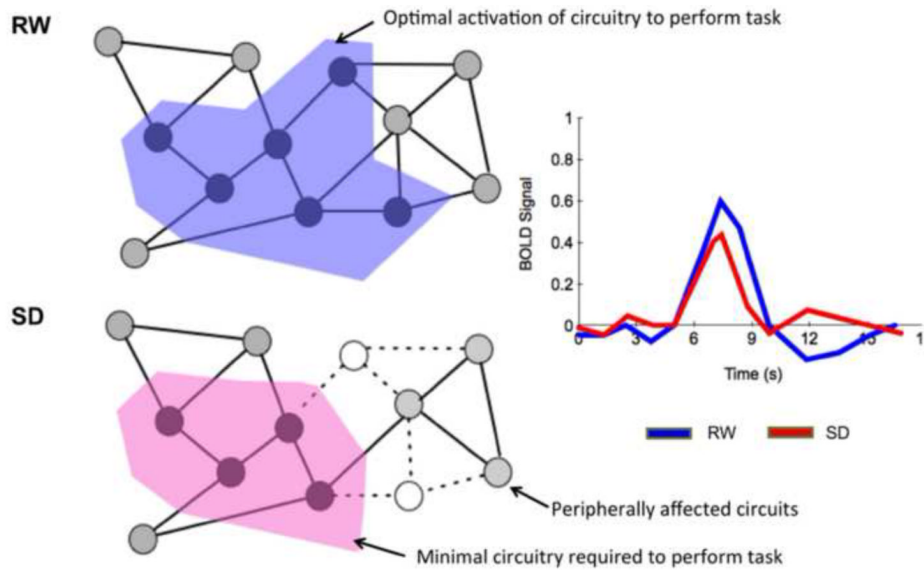 RW
Optimal activation of circuitry to perform task
1
0.8
0.6
0.4
0.2
0
BOLD Signal
0 3 6 9 12 1
Time (s)
RW SD
SD
Peripherally affected circuits
Minimal circuitry required to perform task